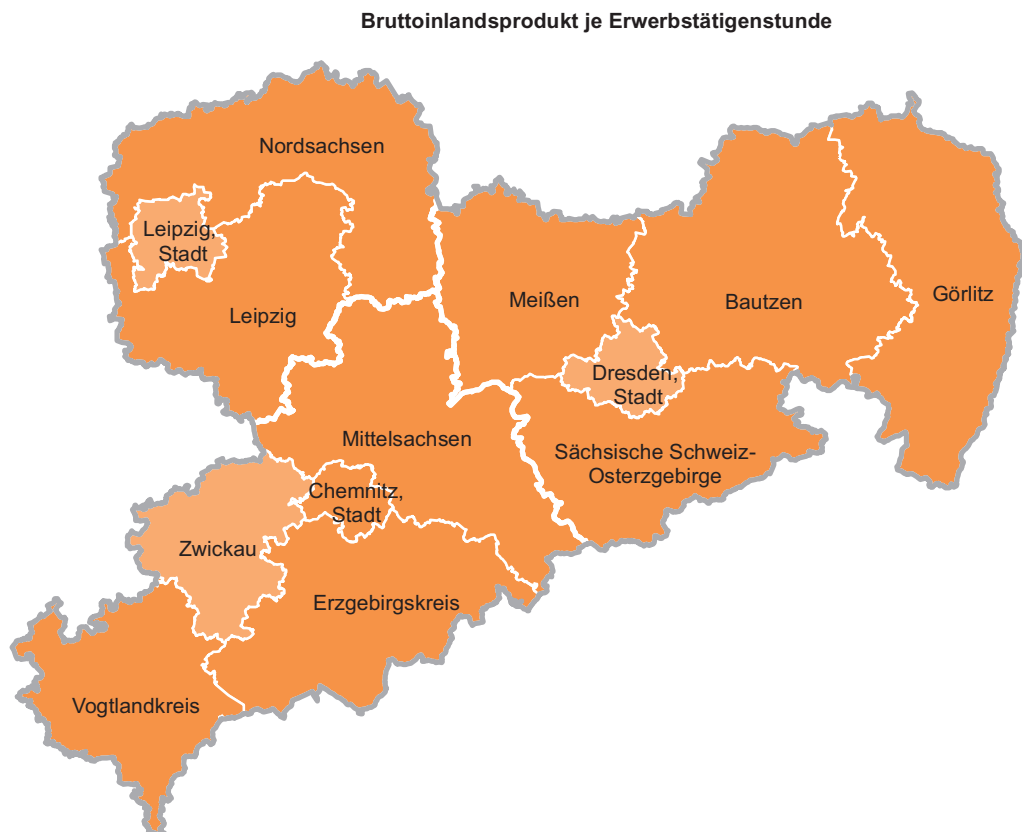 Bruttoinlandsprodukt je Erwerbstätigenstunde
Nordsachsen
Leipzig,
Stadt
Leipzig
Meißen
Bautzen
Görlitz
Dresden,
Stadt
Mittelsachsen
Sächsische Schweiz-
Osterzgebirge
Chemnitz,
Stadt
Zwickau
Erzgebirgskreis
Vogtlandkreis